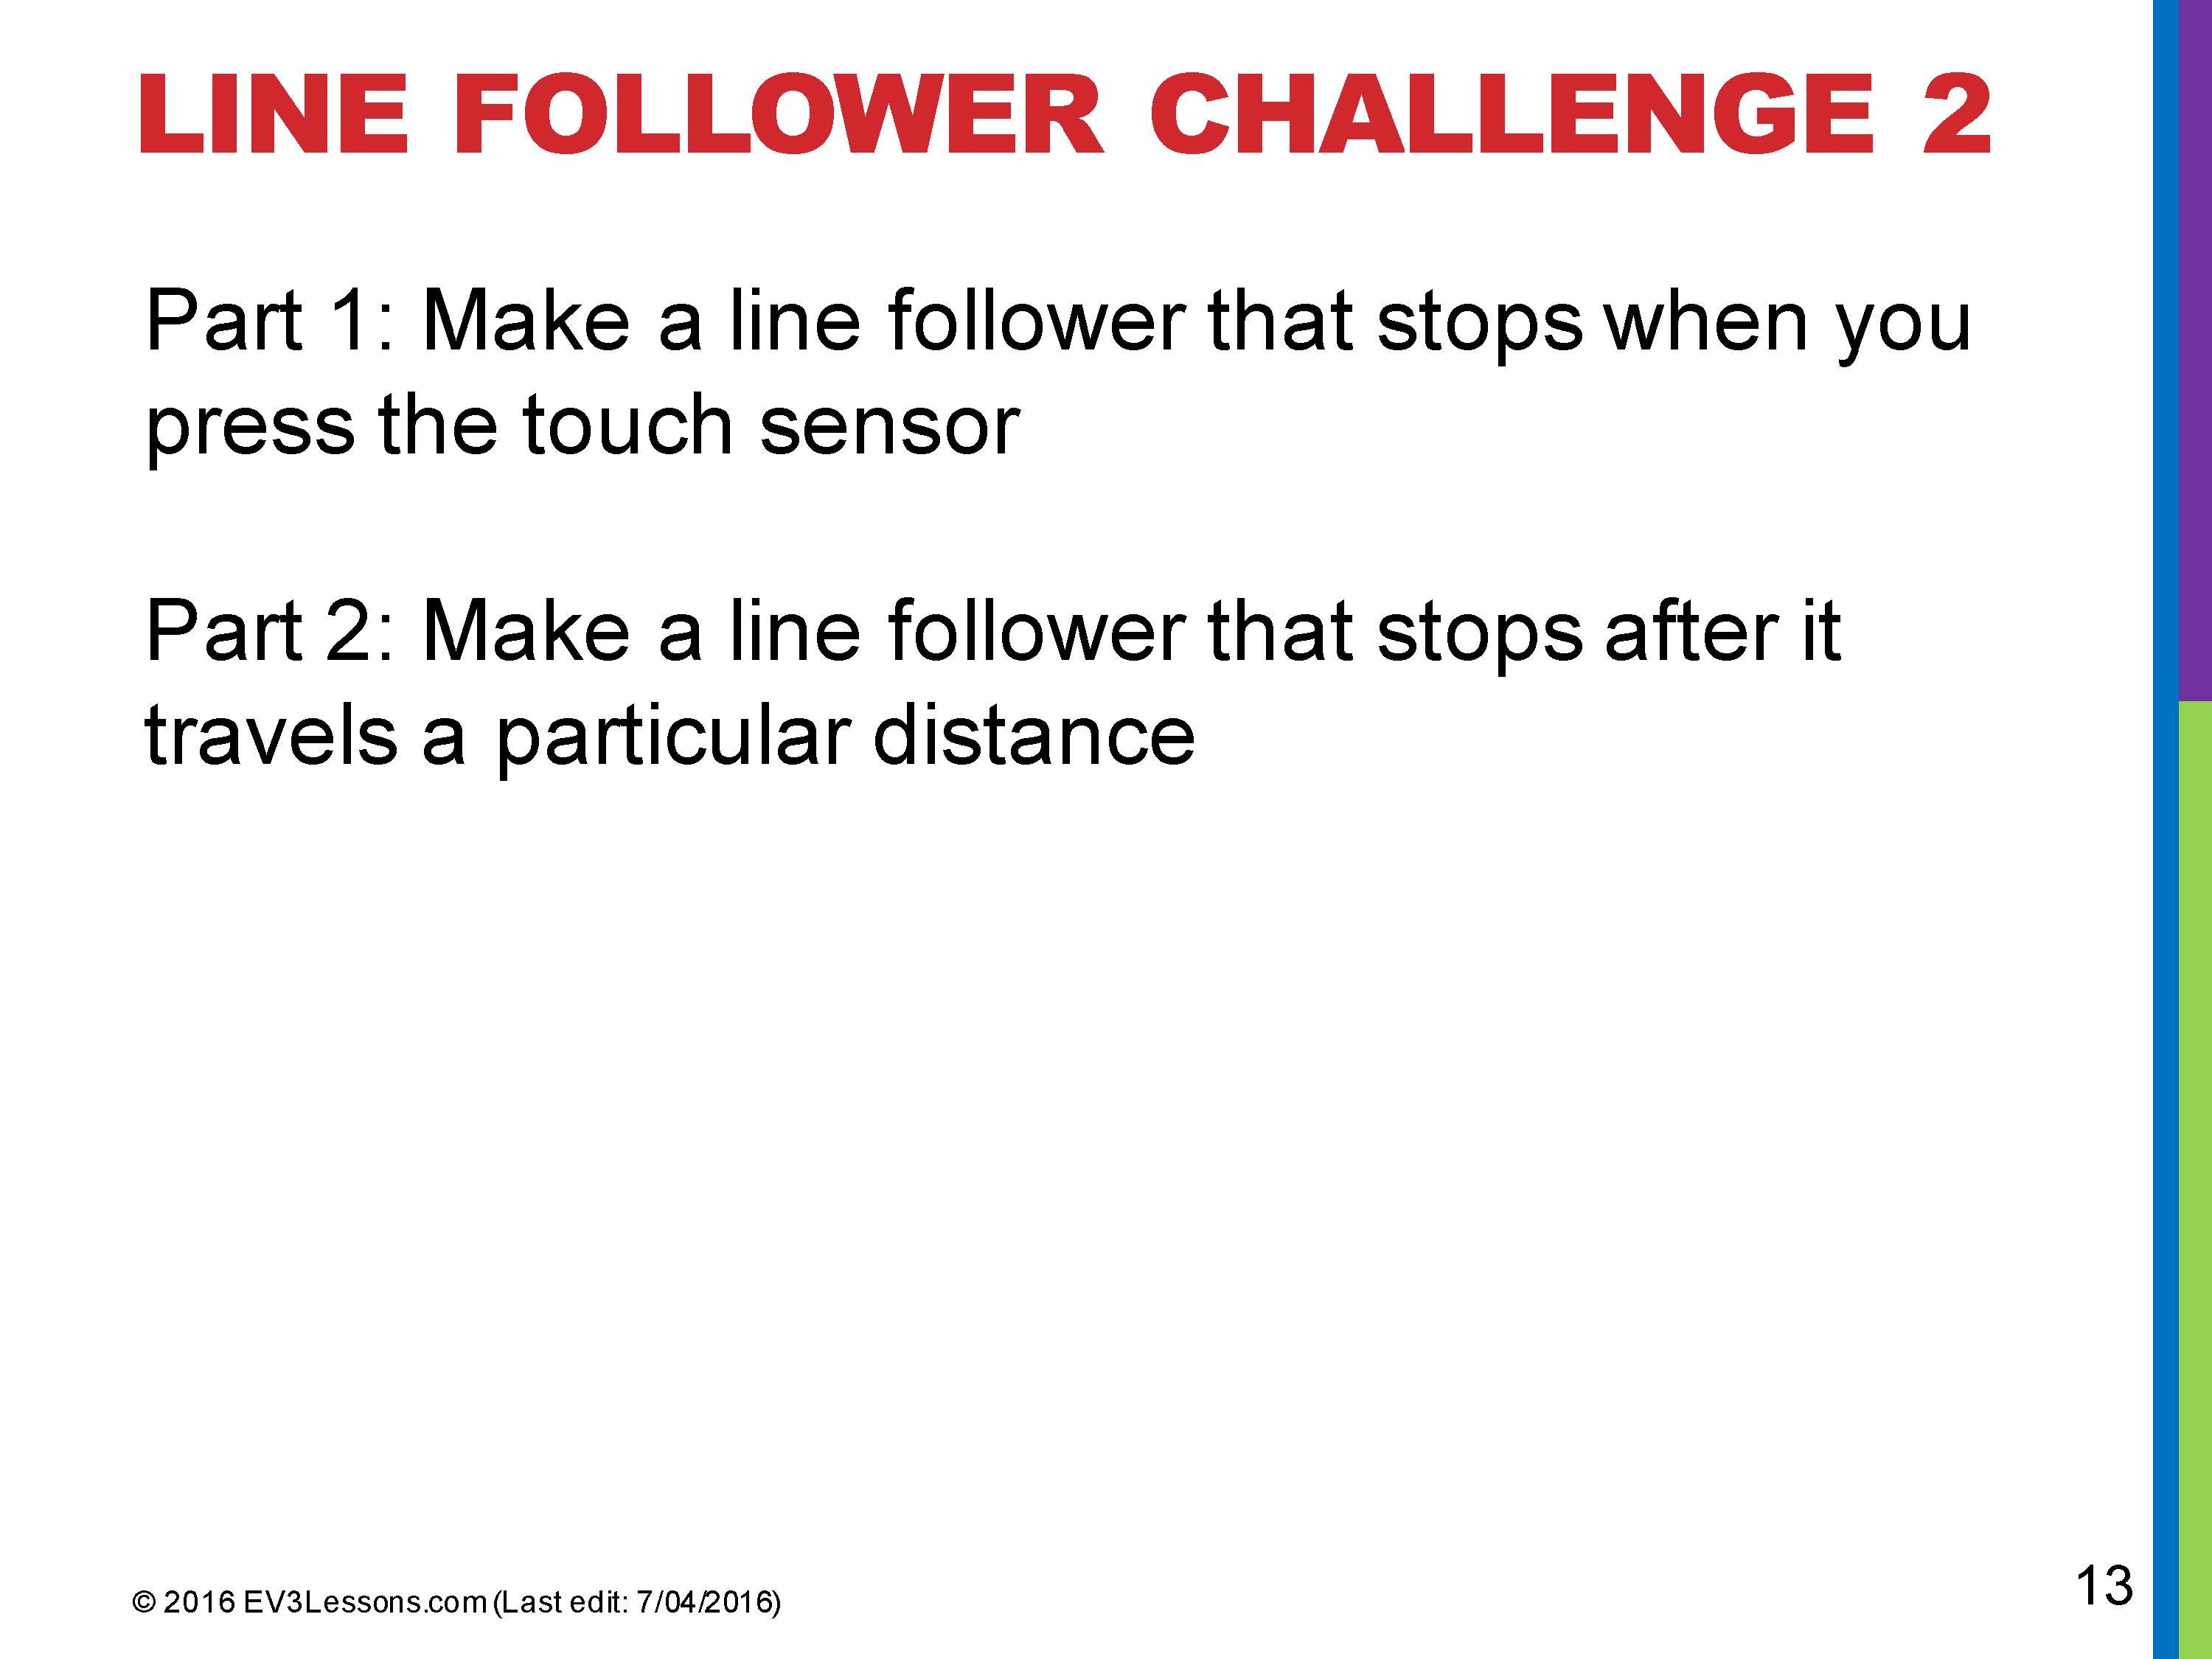 LINE FOLLOWER CHALLENGE 2
Part 1: Make a line follower that stops when you
press the touch sensor
Part 2: Make a line follower that stops after it
travels a particular distance
© 2016 EV3Lessons.com (Last edit: 7/04/2016)
13